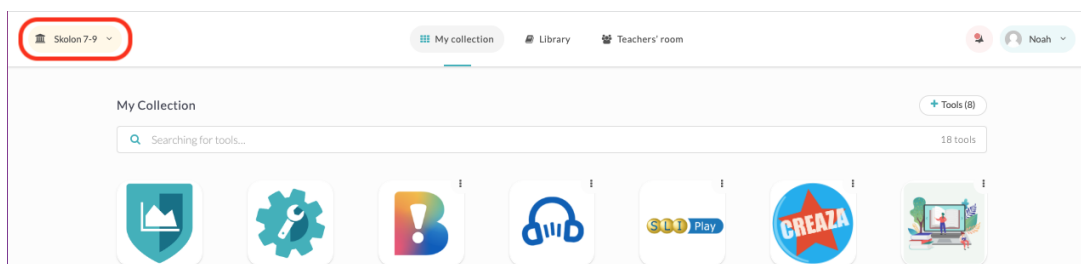 Skolon 7-9
My collection
Library
Teachers' room
Noah
My Collection
+ Tools (8)
Searching for tools...
18 tools
SLI Play
CREAZA